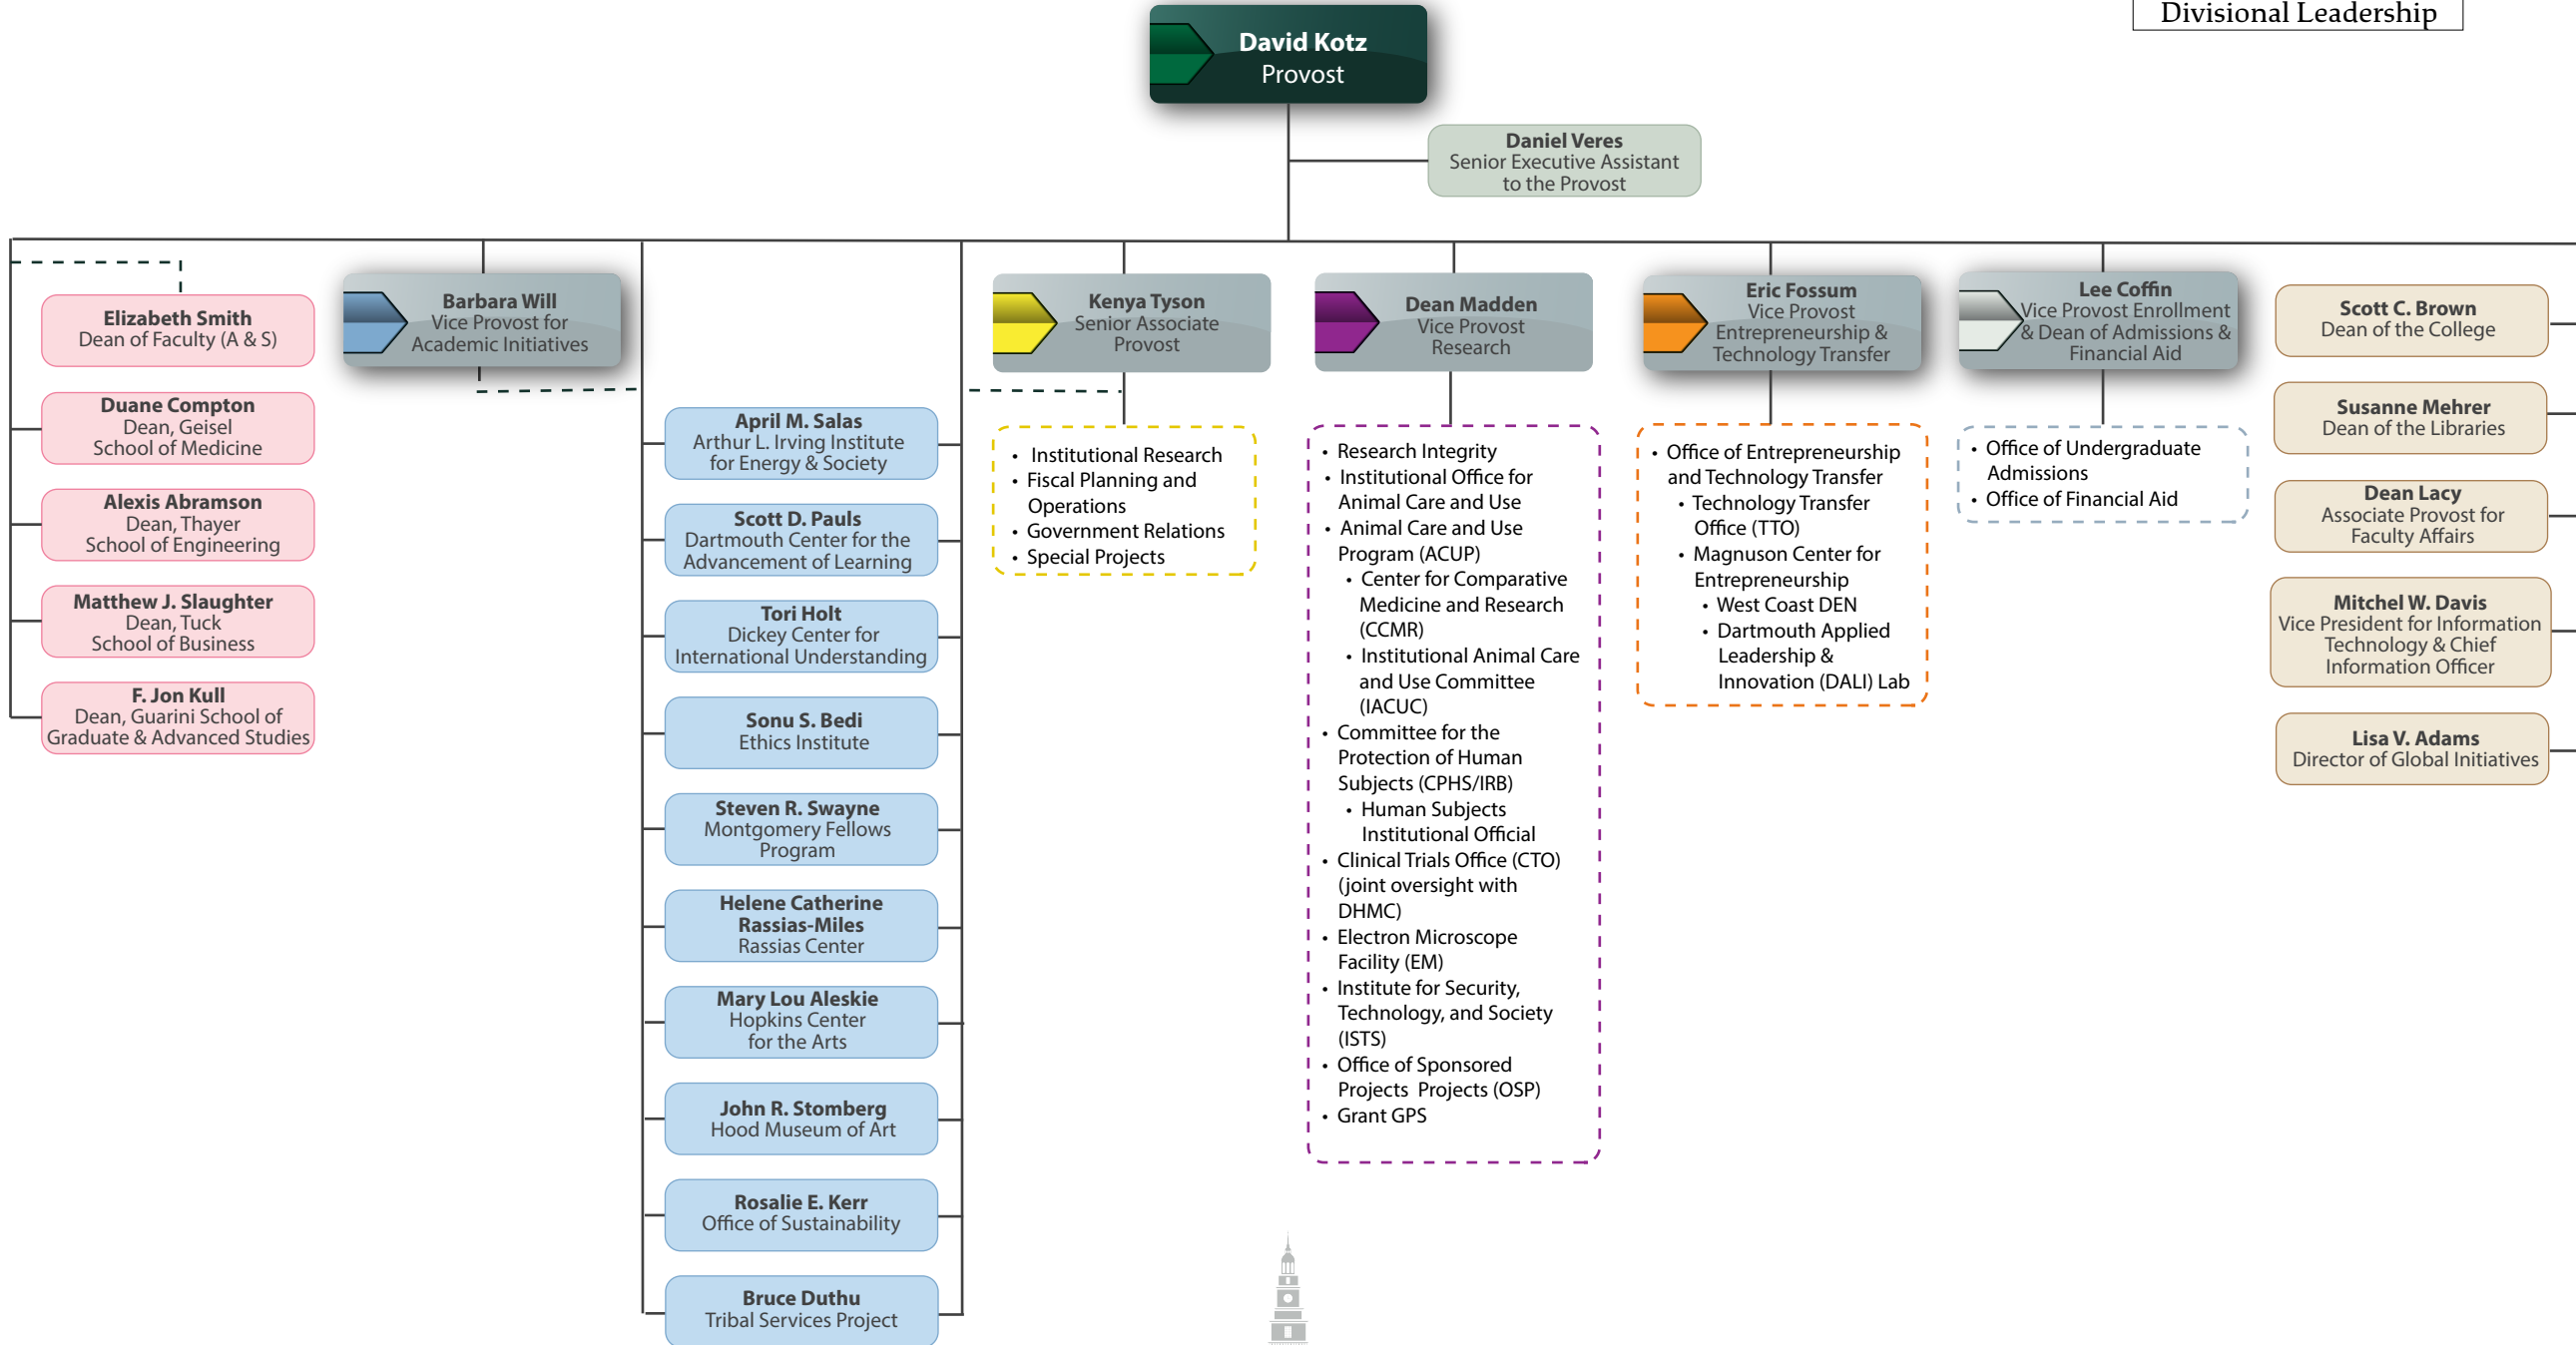 Divisional Leadership
David Kotz
Provost
Daniel Veres
Senior Executive Assistant
to the Provost
Elizabeth Smith
Dean of Faculty (A & S)
Duane Compton
Dean, Geisel
School of Medicine
Alexis Abramson
Dean, Thayer
School of Engineering
Matthew J. Slaughter
Dean, Tuck
School of Business
F. Jon Kull
Dean, Guarini School of
Graduate & Advanced Studies
Barbara Will
Vice Provost for
Academic Initiatives
April M. Salas
Arthur L. Irving Institute
for Energy & Society
Scott D. Pauls
Dartmouth Center for the
Advancement of Learning
Tori Holt
Dickey Center for
International Understanding
Sonu S. Bedi
Ethics Institute
Steven R. Swayne
Montgomery Fellows
Program
Helene Catherine
Rassias-Miles
Rassias Center
Mary Lou Aleskie
Hopkins Center
for the Arts
John R. Stomberg
Hood Museum of Art
Rosalie E. Kerr
Office of Sustainability
Bruce Duthu
Tribal Services Project
Kenya Tyson
Senior Associate
Provost
• Institutional Research
• Fiscal Planning and
Operations
• Government Relations
• Special Projects
Dean Madden
Vice Provost
Research
• Research Integrity
• Institutional Office for
Animal Care and Use
• Animal Care and Use
Program (ACUP)
• Center for Comparative
Medicine and Research
(CCMR)
• Institutional Animal Care
and Use Committee
(IACUC)
• Committee for the
Protection of Human
Subjects (CPHS/IRB)
• Human Subjects
Institutional Official
• Clinical Trials Office (CTO)
(joint oversight with
DHMC)
• Electron Microscope
Facility (EM)
• Institute for Security,
Technology, and Society
(ISTS)
• Office of Sponsored
Projects Projects (OSP)
• Grant GPS
Eric Fossum
Vice Provost
Entrepreneurship &
Technology Transfer
• Office of Entrepreneurship
and Technology Transfer
• Technology Transfer
Office (TTO)
• Magnuson Center for
Entrepreneurship
• West Coast DEN
• Dartmouth Applied
Leadership &
Innovation (DALI) Lab
Lee Coffin
Vice Provost Enrollment
& Dean of Admissions &
Financial Aid
• Office of Undergraduate
Admissions
• Office of Financial Aid
Scott C. Brown
Dean of the College
Susanne Mehrer
Dean of the Libraries
Dean Lacy
Associate Provost for
Faculty Affairs
Mitchel W. Davis
Vice President for Information
Technology & Chief
Information Officer
Lisa V. Adams
Director of Global Initiatives